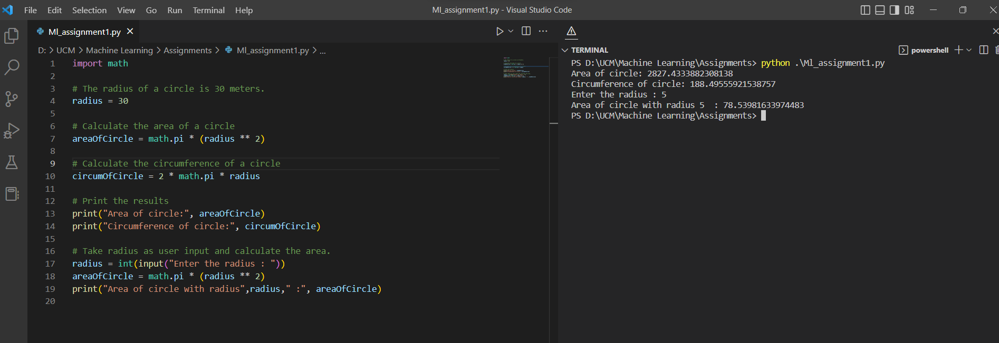 File Edit Selection View Go Run Terminal Help
Ml_assignment1.py - Visual Studio Code
Ml_assignment1.py
D: > UCM > Machine Learning > Assignments > Ml_assignment1.py > ...
1 import math
2
3 # The radius of a circle is 30 meters.
4 radius = 30
5
6 # Calculate the area of a circle
7 areaOfCircle = math.pi * (radius ** 2)
8
9 # Calculate the circumference of a circle
10 circumOfCircle = 2 * math.pi * radius
11
12 # Print the results
13 print("Area of circle:", areaOfCircle)
14 print("Circumference of circle:", circumOfCircle)
15
16 # Take radius as user input and calculate the area.
17 radius = int(input("Enter the radius : "))
18 areaOfCircle = math.pi * (radius ** 2)
19 print("Area of circle with radius",radius," :", areaOfCircle)
20
TERMINAL
powershell
PS D:\UCM\Machine Learning\Assignments> python .\Ml_assignment1.py
Area of circle: 2827.4333882308138
Circumference of circle: 188.49555921538757
Enter the radius : 5
Area of circle with radius 5  : 78.53981633974483
PS D:\UCM\Machine Learning\Assignments>